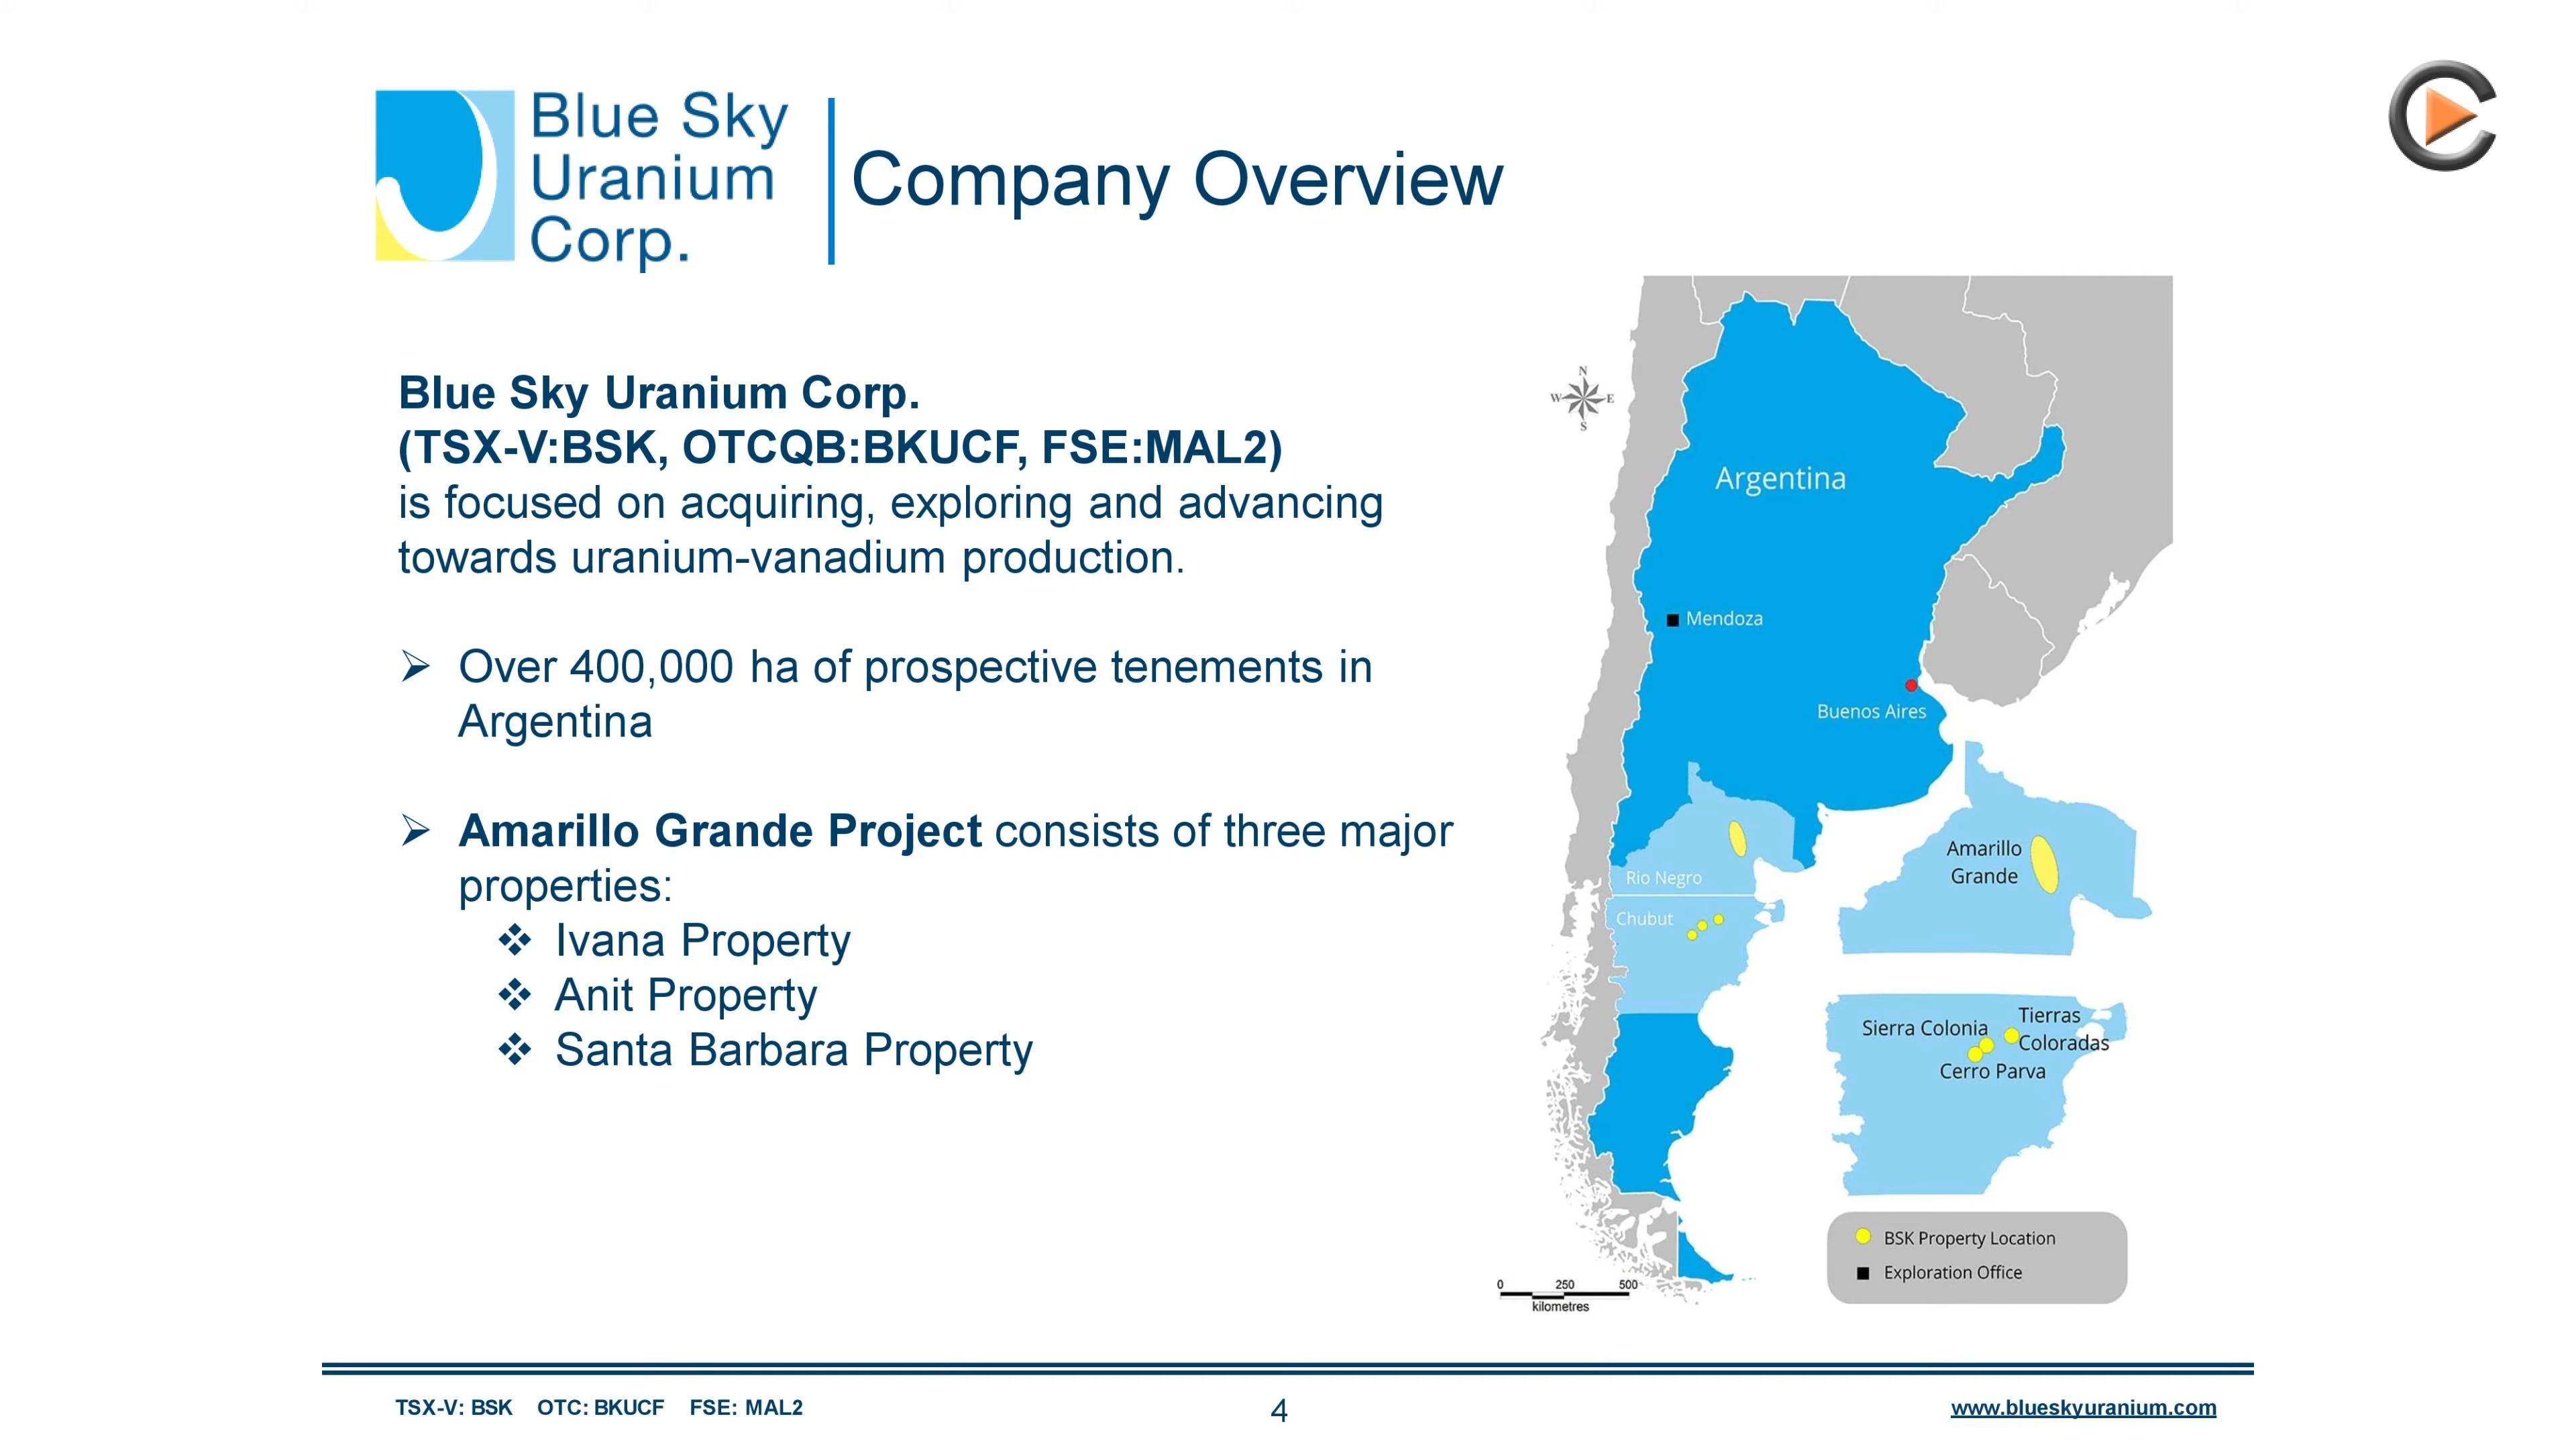 Blue Sky
Uranium
Corp.
Company Overview
Blue Sky Uranium Corp.
(TSX-V:BSK, OTCQB:BKUCF, FSE:MAL2)
is focused on acquiring, exploring and advancing
towards uranium-vanadium production.
Over 400,000 ha of prospective tenements in
Argentina
Amarillo Grande Project consists of three major
properties:
Ivana Property
Anit Property
Santa Barbara Property
N
W E
S
Argentina
Mendoza
Buenos Aires
Rio Negro
Chubut
Amarillo
Grande
Sierra Colonia
Tierras
Coloradas
Cerro Parva
BSK Property Location
Exploration Office
0 250 500
kilometres
TSX-V: BSK OTC: BKUCF FSE: MAL2
4
www.blueskyuranium.com